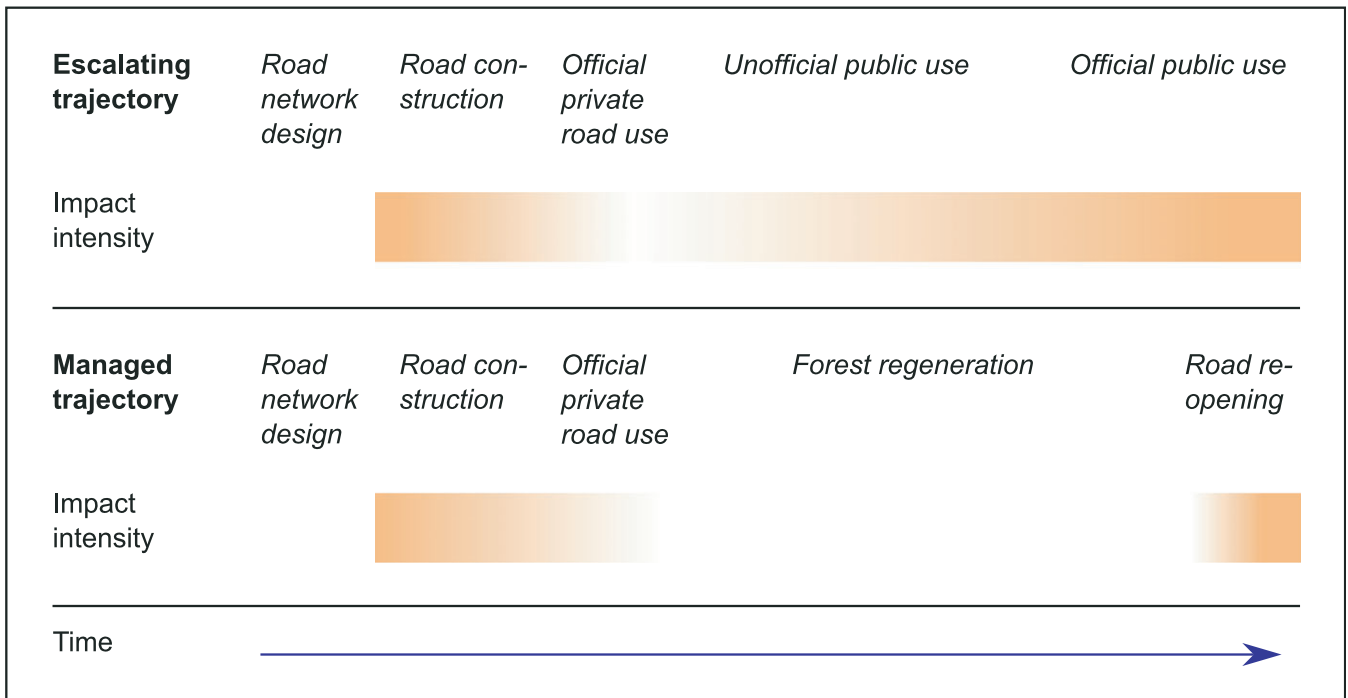 Escalating trajectory
Road network design
Road con-struction
Official private road use
Unofficial public use
Official public use
Impact intensity
Managed trajectory
Road network design
Road con-struction
Official private road use
Forest regeneration
Road re-opening
Impact intensity
Time